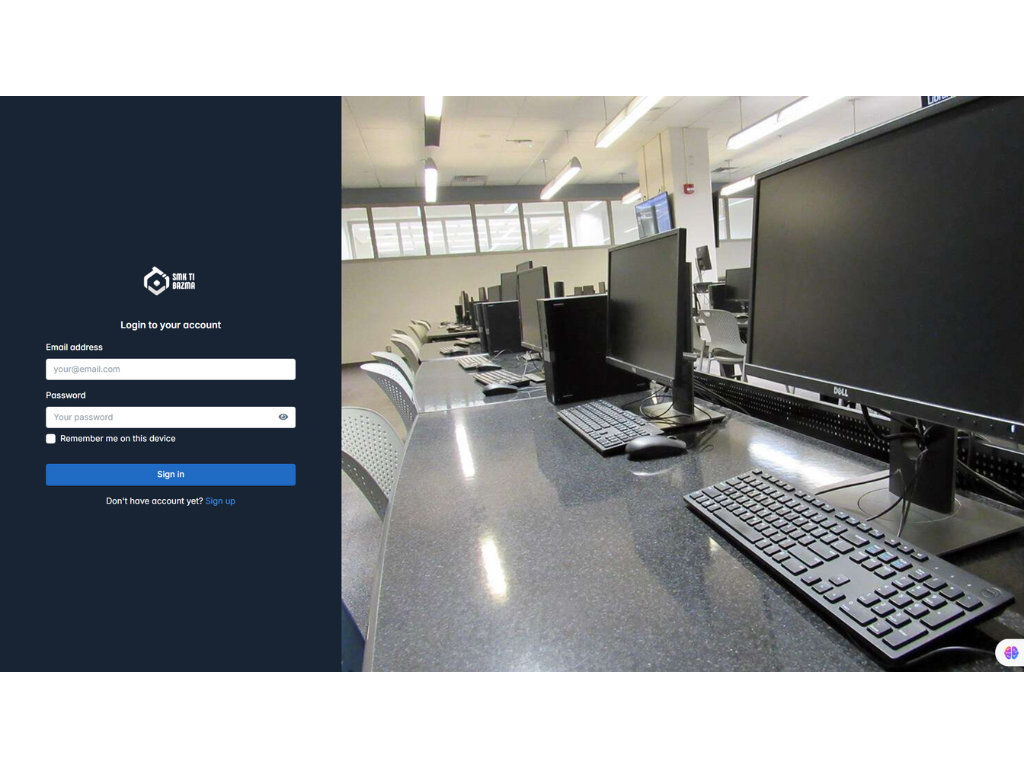 SMK TI
BAZMA
Login to your account
Email address
your@email.com
Password
Your password
Remember me on this device
Sign in
Don't have account yet? Sign up
DELL